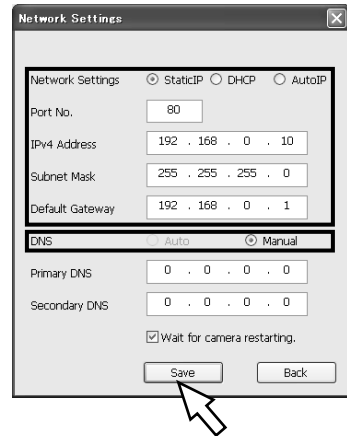 Network Settings
Network Settings StaticIP DHCP AutoIP
Port No. 80
IPv4 Address 192 . 168 . 0 . 10
Subnet Mask 255 . 255 . 255 . 0
Default Gateway 192 . 168 . 0 . 1
DNS Auto Manual
Primary DNS 0 . 0 . 0 . 0
Secondary DNS 0 . 0 . 0 . 0
Wait for camera restarting.
Save Back